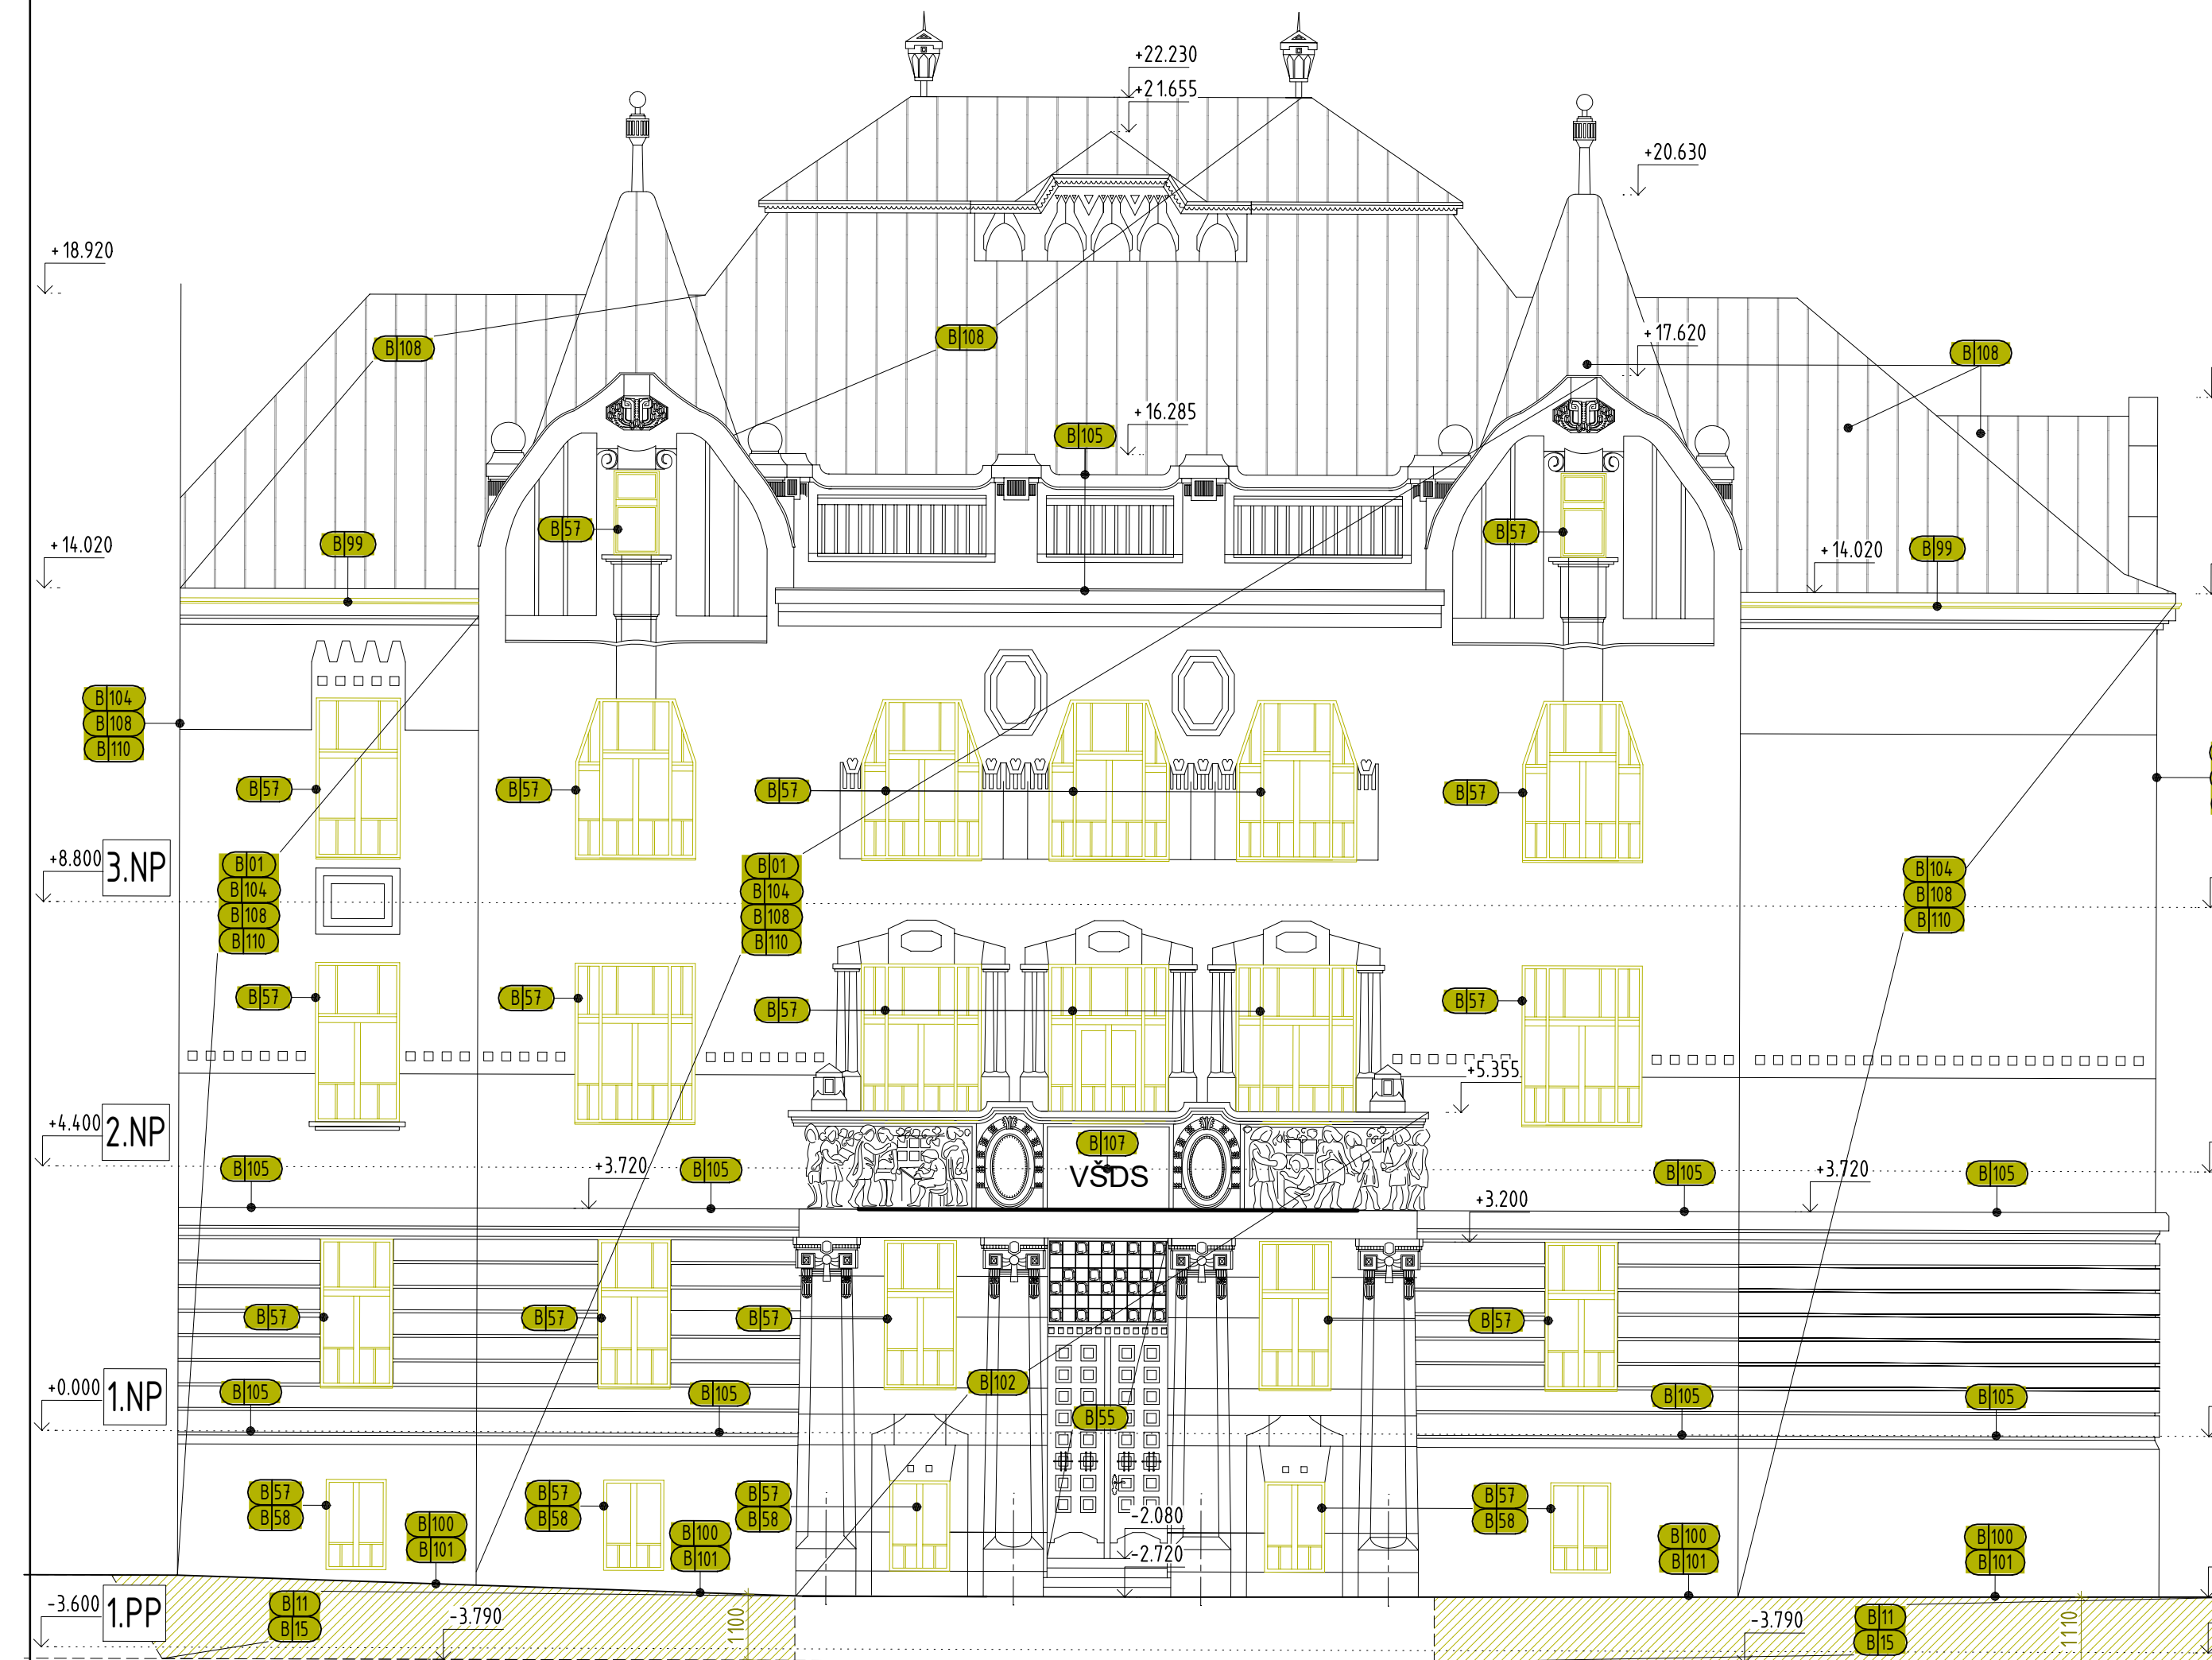 +22.230
+21.655
+20.630
+18.920
+17.620
B 108
B 108
B 108
+16.285
B 105
B 57
B 57
+14.020
B 99
+14.020
B 99
B 104
B 108
B 110
B 57
B 57
B 57
B 57
+8.800
3.NP
B 01
B 104
B 108
B 110
B 01
B 104
B 108
B 110
B 104
B 108
B 110
B 57
B 57
B 57
B 57
+5.355
+4.400
2.NP
B 107
VŠDS
B 105
+3.720
B 105
B 105
+3.720
B 105
+3.200
B 57
B 57
B 57
B 57
+0.000
1.NP
B 105
B 105
B 102
B 55
B 105
B 105
B 57
B 58
B 57
B 58
B 57
B 58
B 57
B 58
B 100
B 101
B 100
B 101
-2.080
-2.720
B 100
B 101
B 100
B 101
-3.600
1.PP
B 11
B 15
-3.790
1100
-3.790
B 11
B 15
1110